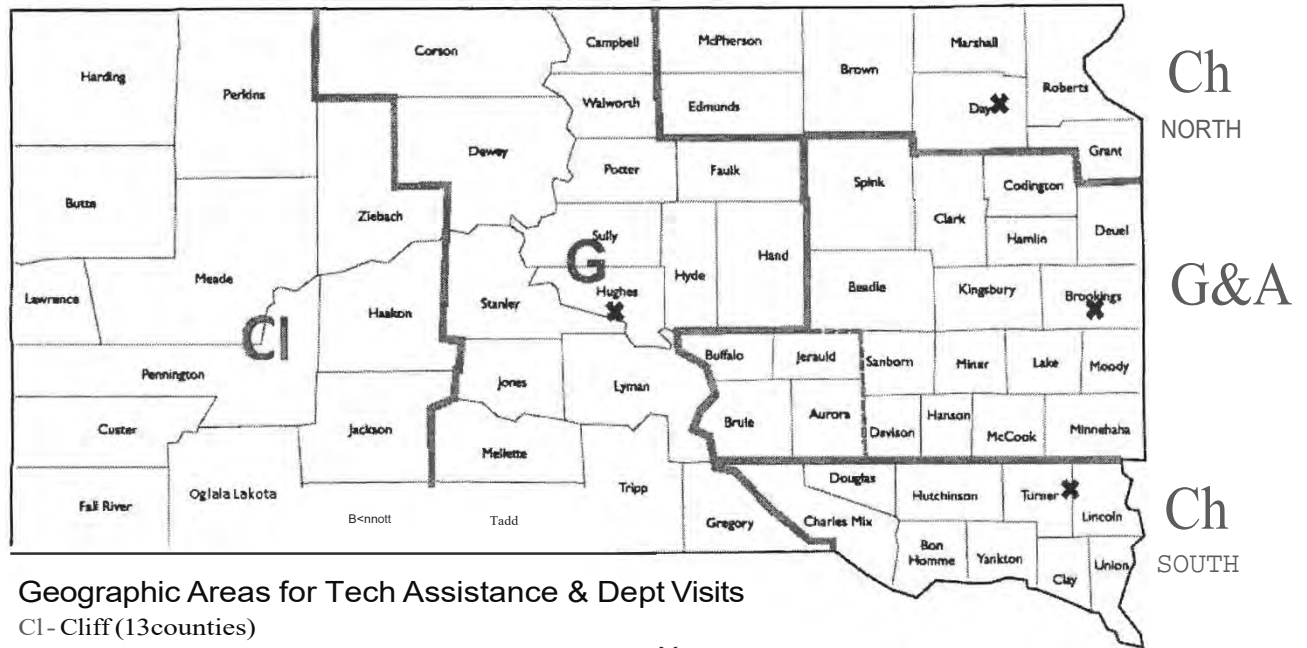 Harding
Perkins
Corson
Campbell
McPherson
Brown
Marshall
Roberts
Ch
NORTH
Walworth
Edmunds
Day
Grant
Butte
Dewey
Potter
Faulk
Spink
Codington
Ziebach
Clark
Hamlin
Deuel
Sully
G
Hyde
Hand
Meade
Lawrence
Haakon
Stanley
Hughes
Beadle
Kingsbury
Brookings
G&A
Cl
Pennington
Buffalo
Jerauld
Sanborn
Miner
Lake
Moody
Jones
Lyman
Custer
Jackson
Brule
Aurora
Davison
Hanson
McCook
Minnehaha
Mellette
Fall River
Oglala Lakota
B<nnott
Tadd
Tripp
Gregory
Douglas
Charles Mix
Hutchinson
Turner
Lincoln
Ch
SOUTH
Bon
Homme
Yankton
Clay
Union
Geographic Areas for Tech Assistance & Dept Visits
Cl - Cliff (13counties)